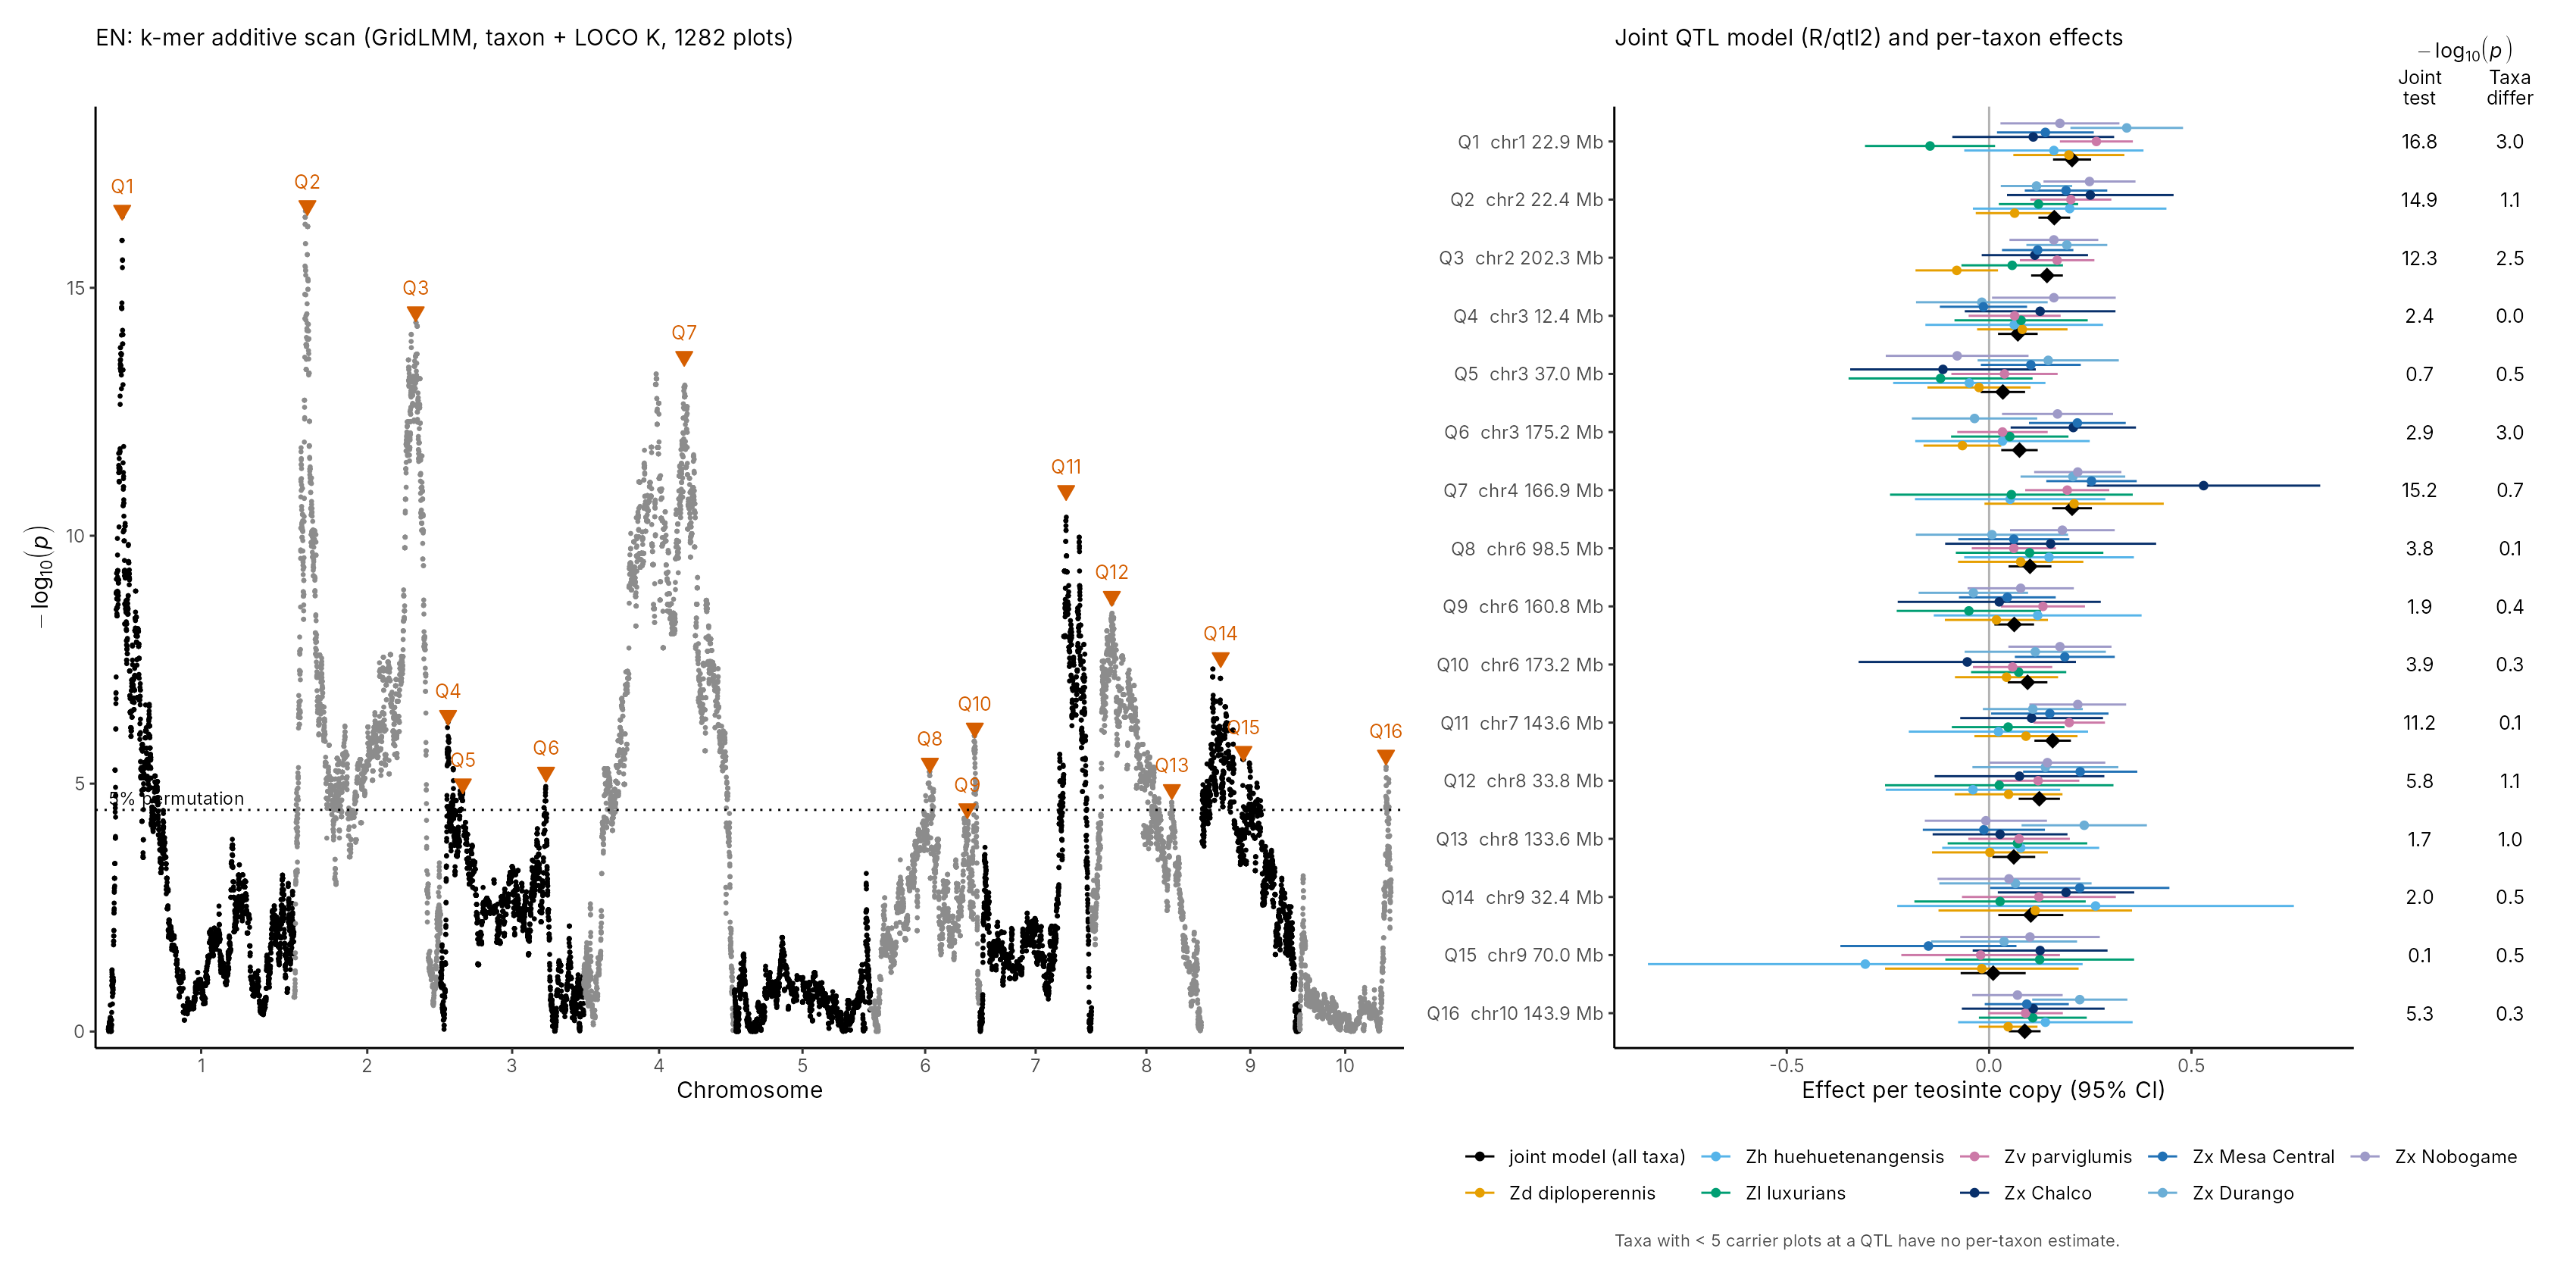 EN: k-mer additive scan (GridLMM, taxon + LOCO K, 1282 plots)
−log10(p)
15
10
5
0
5% permutation
Q1
Q2
Q3
Q4
Q5
Q6
Q7
Q8
Q9
Q10
Q11
Q12
Q13
Q14
Q15
Q16
1 2 3 4 5 6 7 8 9 10
Chromosome
Joint QTL model (R/qtl2) and per-taxon effects
−log10(p)
Joint test Taxa differ
Q1 chr1 22.9 Mb 16.8 3.0
Q2 chr2 22.4 Mb 14.9 1.1
Q3 chr2 202.3 Mb 12.3 2.5
Q4 chr3 12.4 Mb 2.4 0.0
Q5 chr3 37.0 Mb 0.7 0.5
Q6 chr3 175.2 Mb 2.9 3.0
Q7 chr4 166.9 Mb 15.2 0.7
Q8 chr6 98.5 Mb 3.8 0.1
Q9 chr6 160.8 Mb 1.9 0.4
Q10 chr6 173.2 Mb 3.9 0.3
Q11 chr7 143.6 Mb 11.2 0.1
Q12 chr8 33.8 Mb 5.8 1.1
Q13 chr8 133.6 Mb 1.7 1.0
Q14 chr9 32.4 Mb 2.0 0.5
Q15 chr9 70.0 Mb 0.1 0.5
Q16 chr10 143.9 Mb 5.3 0.3
-0.5 0.0 0.5
Effect per teosinte copy (95% CI)
joint model (all taxa) Zh huehuetenangensis Zv parviglumis Zx Mesa Central Zx Nobogame
Zd diploperennis Zl luxurians Zx Chalco Zx Durango
Taxa with < 5 carrier plots at a QTL have no per-taxon estimate.